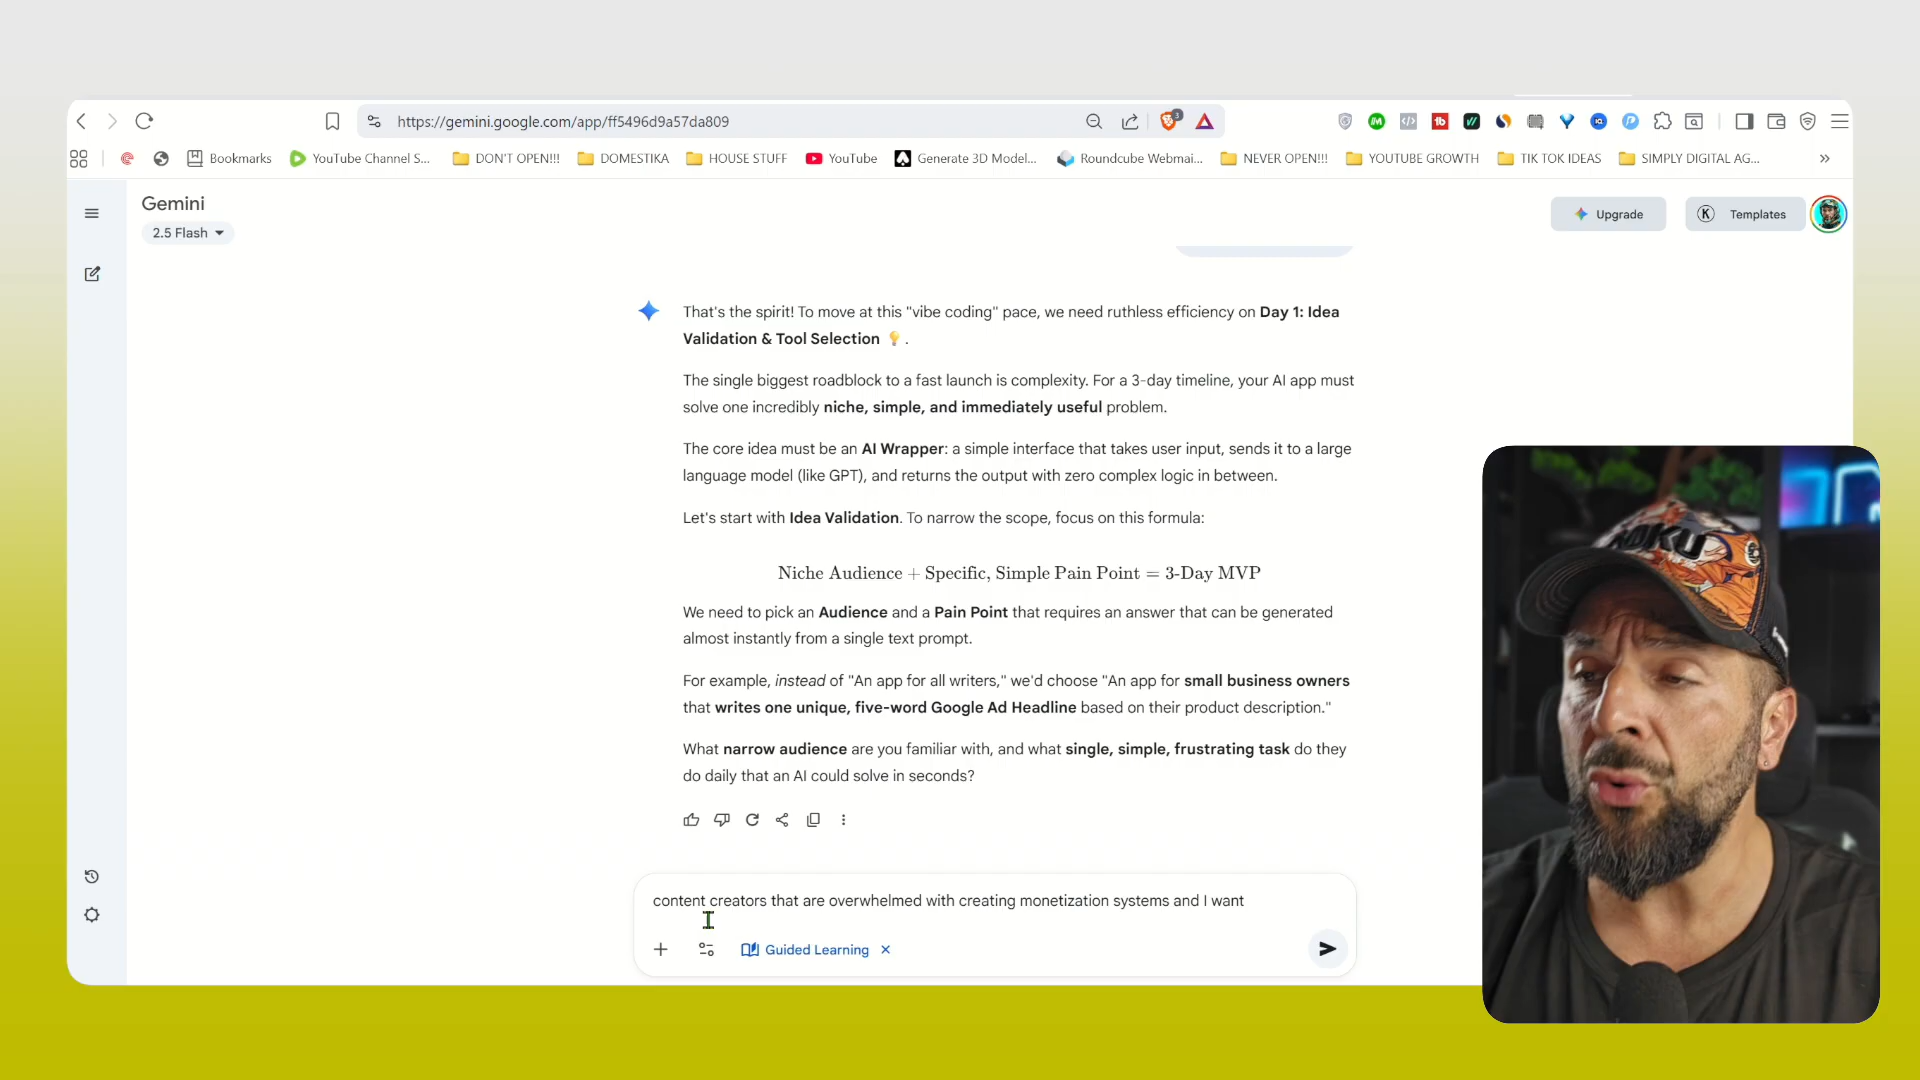 https://gemini.google.com/app/ff5496d9a57da809
3
Bookmarks
YouTube Channel S...
DON'T OPEN!!!
DOMESTIKA
HOUSE STUFF
YouTube
Generate 3D Model...
Roundcube Webmai...
NEVER OPEN!!!
YOUTUBE GROWTH
TIK TOK IDEAS
SIMPLY DIGITAL AG...
Gemini
2.5 Flash
Upgrade
K Templates
That's the spirit! To move at this "vibe coding" pace, we need ruthless efficiency on Day 1: Idea
Validation & Tool Selection 💡.
The single biggest roadblock to a fast launch is complexity. For a 3-day timeline, your AI app must
solve one incredibly niche, simple, and immediately useful problem.
The core idea must be an AI Wrapper: a simple interface that takes user input, sends it to a large
language model (like GPT), and returns the output with zero complex logic in between.
Let's start with Idea Validation. To narrow the scope, focus on this formula:
Niche Audience + Specific, Simple Pain Point = 3-Day MVP
We need to pick an Audience and a Pain Point that requires an answer that can be generated
almost instantly from a single text prompt.
For example, instead of "An app for all writers," we'd choose "An app for small business owners
that writes one unique, five-word Google Ad Headline based on their product description."
What narrow audience are you familiar with, and what single, simple, frustrating task do they
do daily that an AI could solve in seconds?
content creators that are overwhelmed with creating monetization systems and I want
Guided Learning